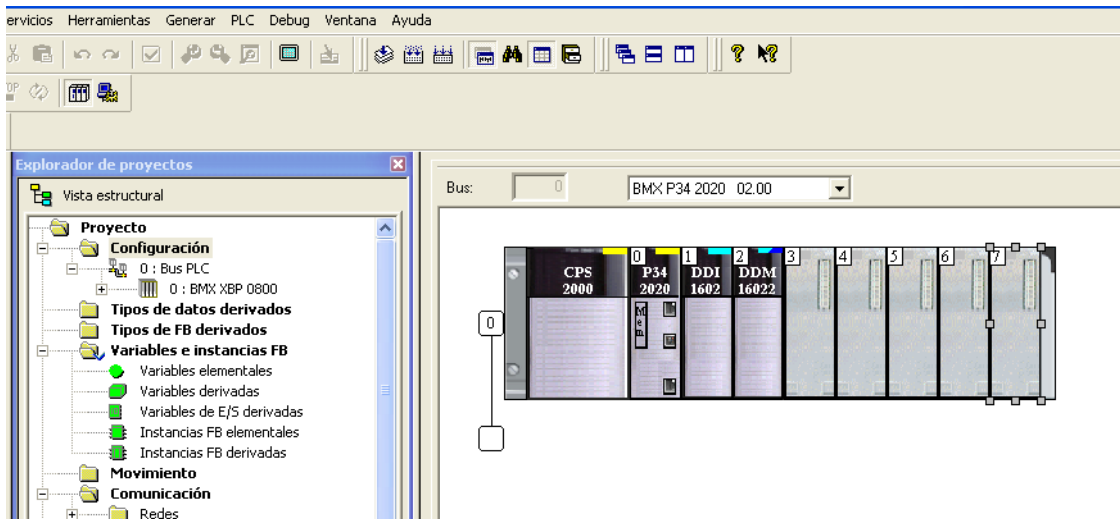 ervicios Herramientas Generar PLC Debug Ventana Ayuda
Explorador de proyectos
Vista estructural
Proyecto
Configuración
0 : Bus PLC
0 : BMX XBP 0800
Tipos de datos derivados
Tipos de FB derivados
Variables e instancias FB
Variables elementales
Variables derivadas
Variables de E/S derivadas
Instancias FB elementales
Instancias FB derivadas
Movimiento
Comunicación
Redes
Bus: 0 BMX P34 2020 02.00
0 1 2 3 4 5 6 7
CPS P34 DDI DDM
2000 2020 1602 16022
Mem
0